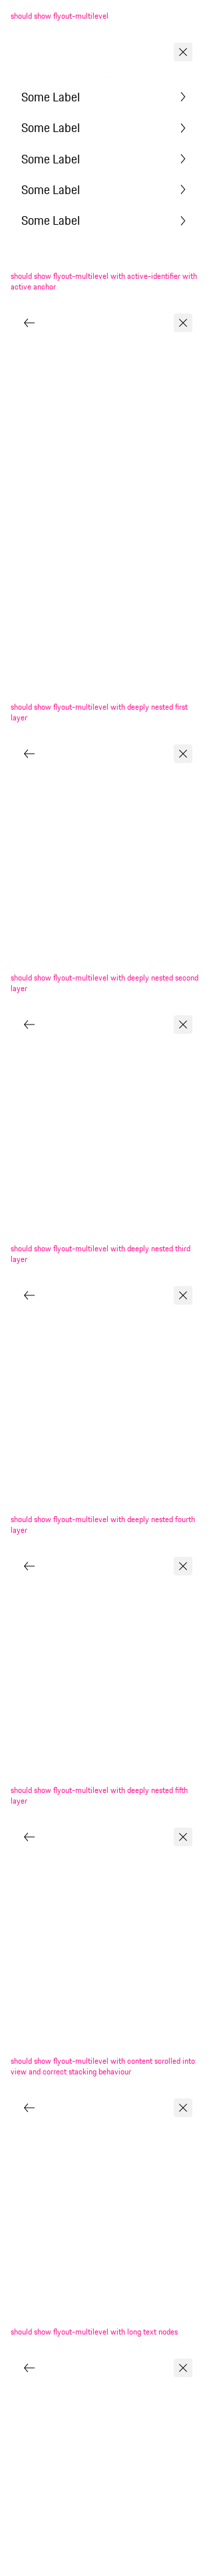 should show flyout-multilevel
Some Label
Some Label
Some Label
Some Label
Some Label
should show flyout-multilevel with active-identifier with
active anchor
should show flyout-multilevel with deeply nested first
layer
should show flyout-multilevel with deeply nested second
layer
should show flyout-multilevel with deeply nested third
layer
should show flyout-multilevel with deeply nested fourth
layer
should show flyout-multilevel with deeply nested fifth
layer
should show flyout-multilevel with content scrolled into
view and correct stacking behaviour
should show flyout-multilevel with long text nodes